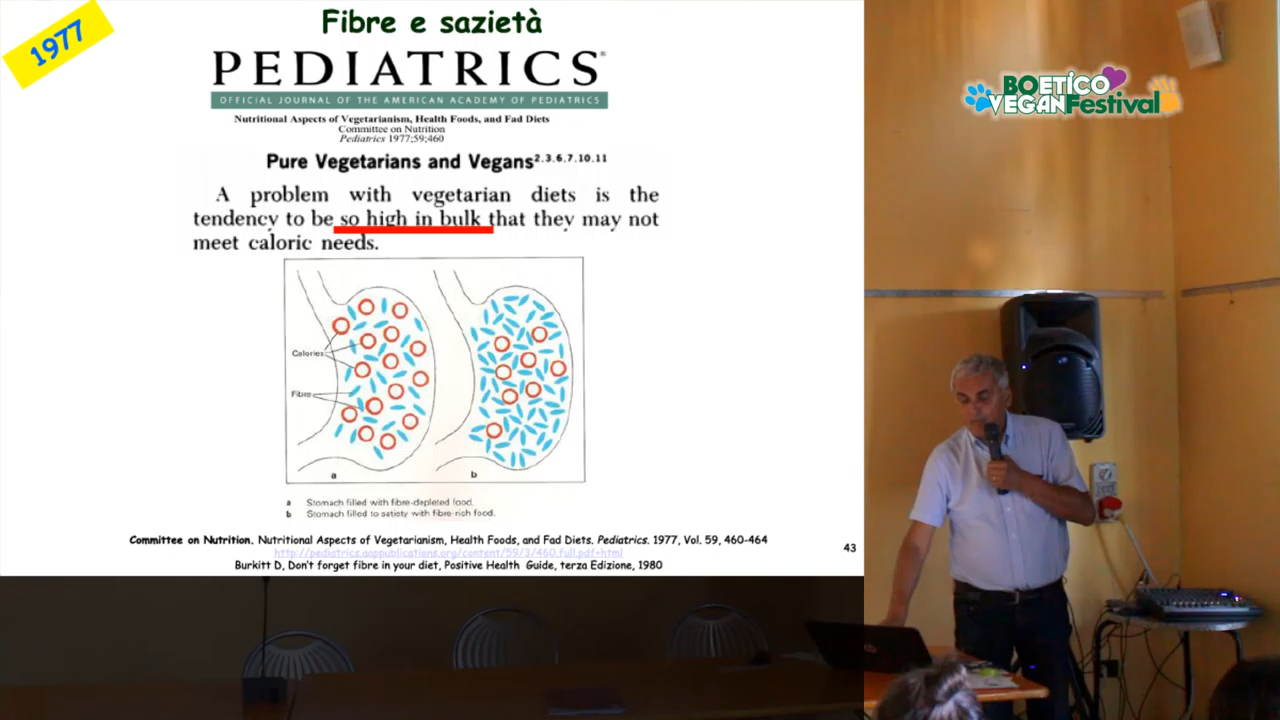 1977
Fibre e sazietà
PEDIATRICS®
OFFICIAL JOURNAL OF THE AMERICAN ACADEMY OF PEDIATRICS
Nutritional Aspects of Vegetarianism, Health Foods, and Fad Diets
Committee on Nutrition
Pediatrics 1977;59;460
Pure Vegetarians and Vegans2,3,6,7,10,11
A problem with vegetarian diets is the
tendency to be so high in bulk that they may not
meet caloric needs.
Calories
Fibre
a
b
a Stomach filled with fibre-depleted food.
b Stomach filled to satiety with fibre-rich food.
Committee on Nutrition. Nutritional Aspects of Vegetarianism, Health Foods, and Fad Diets. Pediatrics. 1977, Vol. 59, 460-464
http://pediatrics.aappublications.org/content/59/3/460.full.pdf+html
43
Burkitt D, Don't forget fibre in your diet, Positive Health Guide, terza Edizione, 1980
BOETICO
VEGANFestival